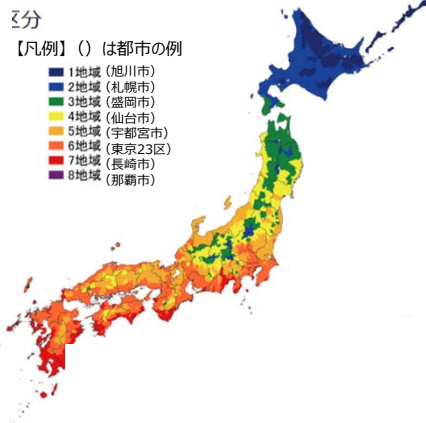 区分
【凡例】（）は都市の例
1地域（旭川市）
2地域（札幌市）
3地域（盛岡市）
4地域（仙台市）
5地域（宇都宮市）
6地域（東京23区）
7地域（長崎市）
8地域（那覇市）